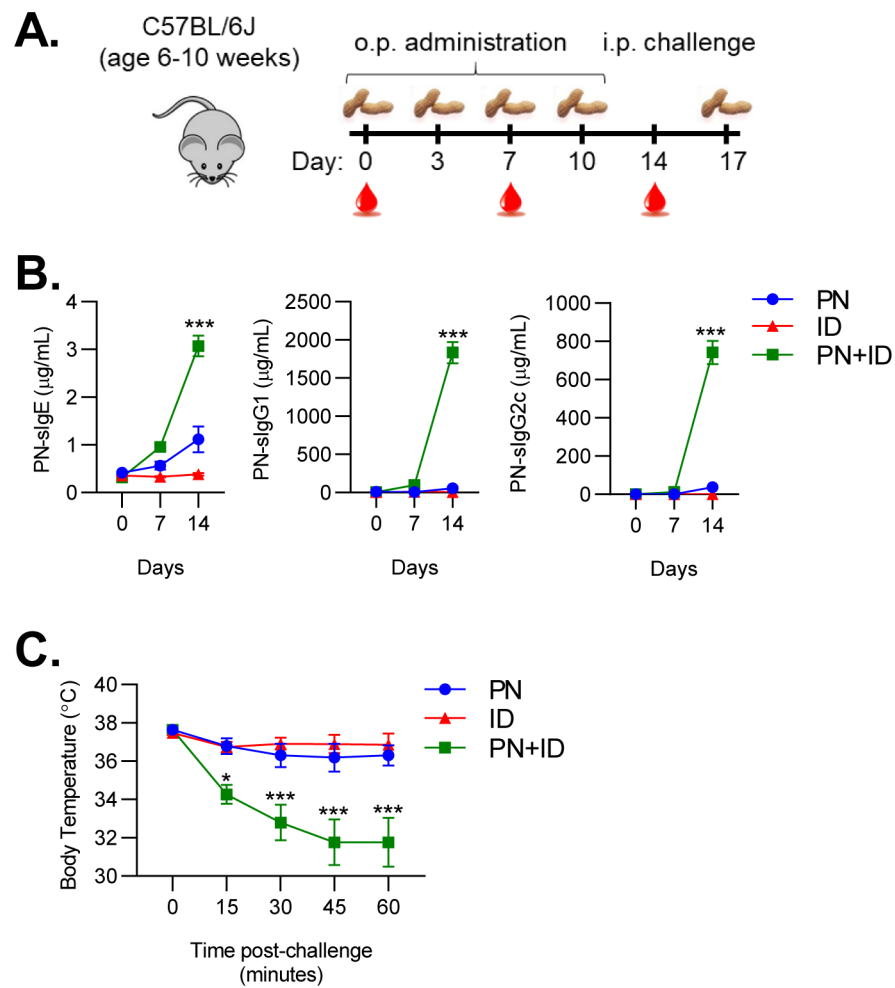 A.
C57BL/6J
(age 6-10 weeks)
o.p. administration
i.p. challenge
Day: 0 3 7 10 14 17
B.
PN-sIgE (μg/mL)
4
3
2
1
0
***
0 7 14
Days
PN-sIgG1 (μg/mL)
2500
2000
1500
1000
500
0
***
0 7 14
Days
PN-sIgG2c (μg/mL)
1000
800
600
400
200
0
***
0 7 14
Days
PN
ID
PN+ID
C.
Body Temperature (°C)
40
38
36
34
32
30
*
***
***
***
0 15 30 45 60
Time post-challenge
(minutes)
PN
ID
PN+ID